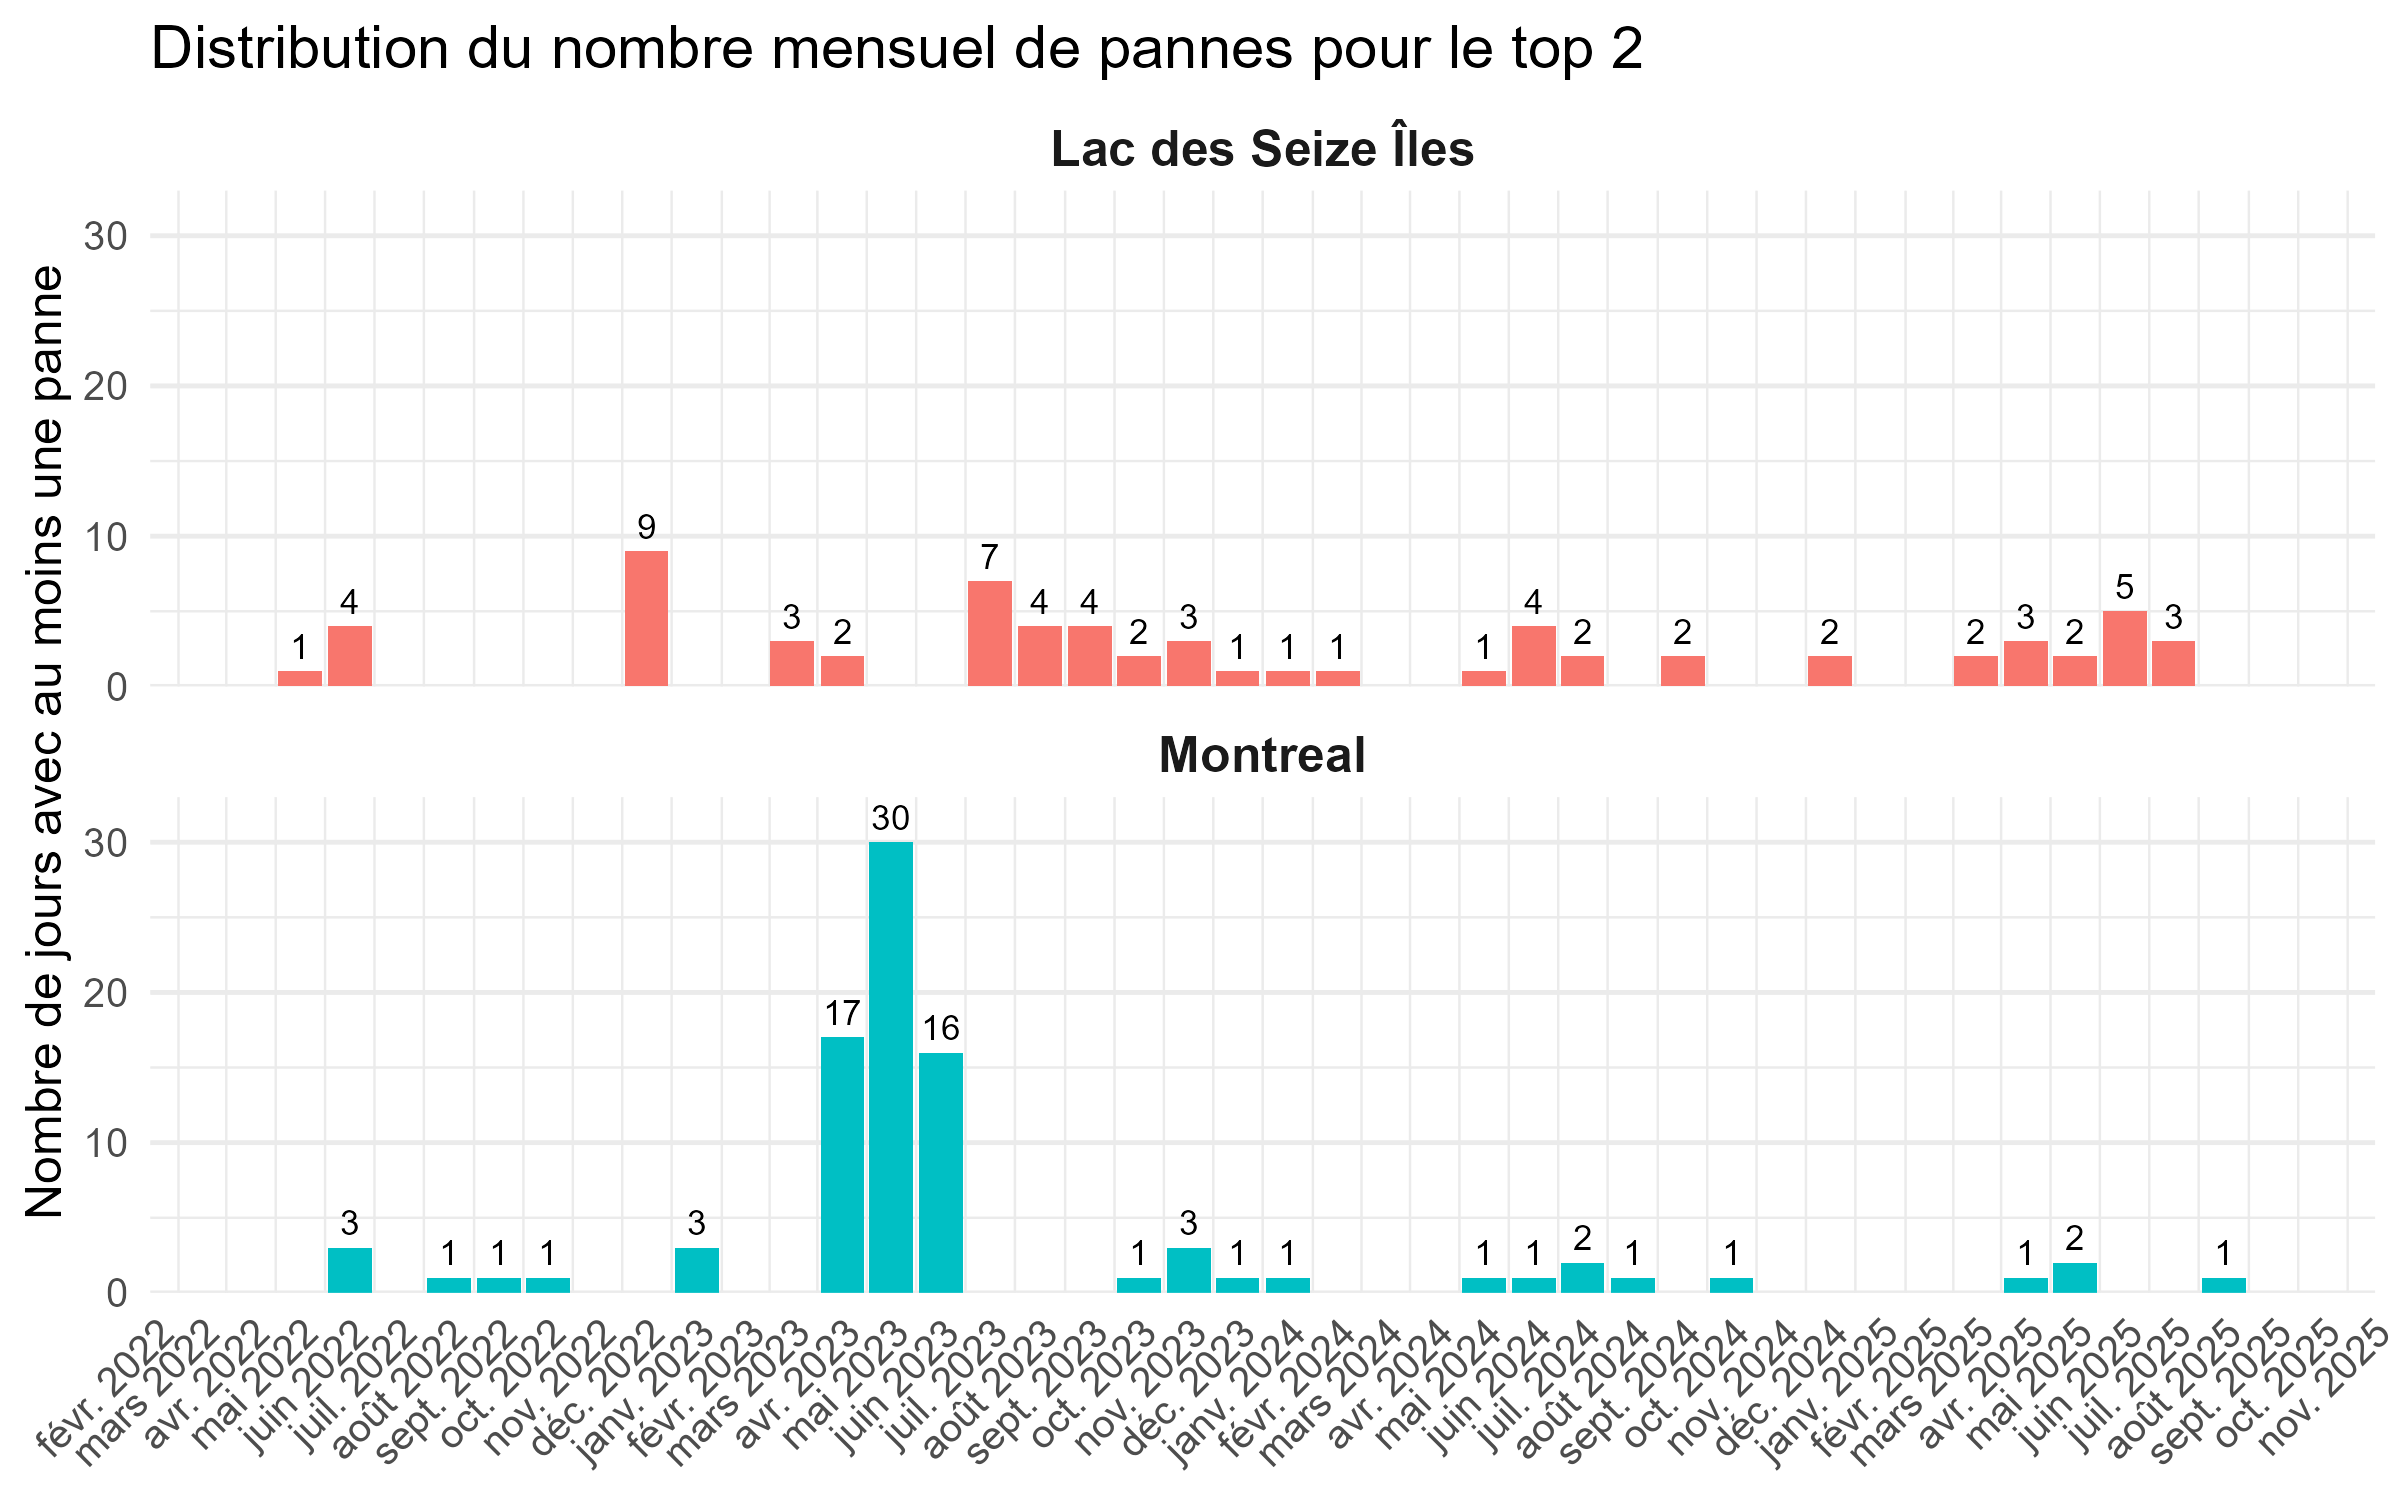 Distribution du nombre mensuel de pannes pour le top 2
Nombre de jours avec au moins une panne
Lac des Seize Îles
30
20
10
0
1 4 9 3 2 7 4 4 2 3 1 1 1 1 4 2 2 2 2 3 2 5 3
Montreal
30
20
10
0
3 1 1 1 3 17 30 16 1 3 1 1 1 1 2 1 1 1 2 1
févr. 2022
mars 2022
avr. 2022
mai 2022
juin 2022
juil. 2022
août 2022
sept. 2022
oct. 2022
nov. 2022
déc. 2022
janv. 2023
févr. 2023
mars 2023
avr. 2023
mai 2023
juin 2023
juil. 2023
août 2023
sept. 2023
oct. 2023
nov. 2023
déc. 2023
janv. 2024
févr. 2024
mars 2024
avr. 2024
mai 2024
juin 2024
juil. 2024
août 2024
sept. 2024
oct. 2024
nov. 2024
déc. 2024
janv. 2025
févr. 2025
mars 2025
avr. 2025
mai 2025
juin 2025
juil. 2025
août 2025
sept. 2025
oct. 2025
nov. 2025